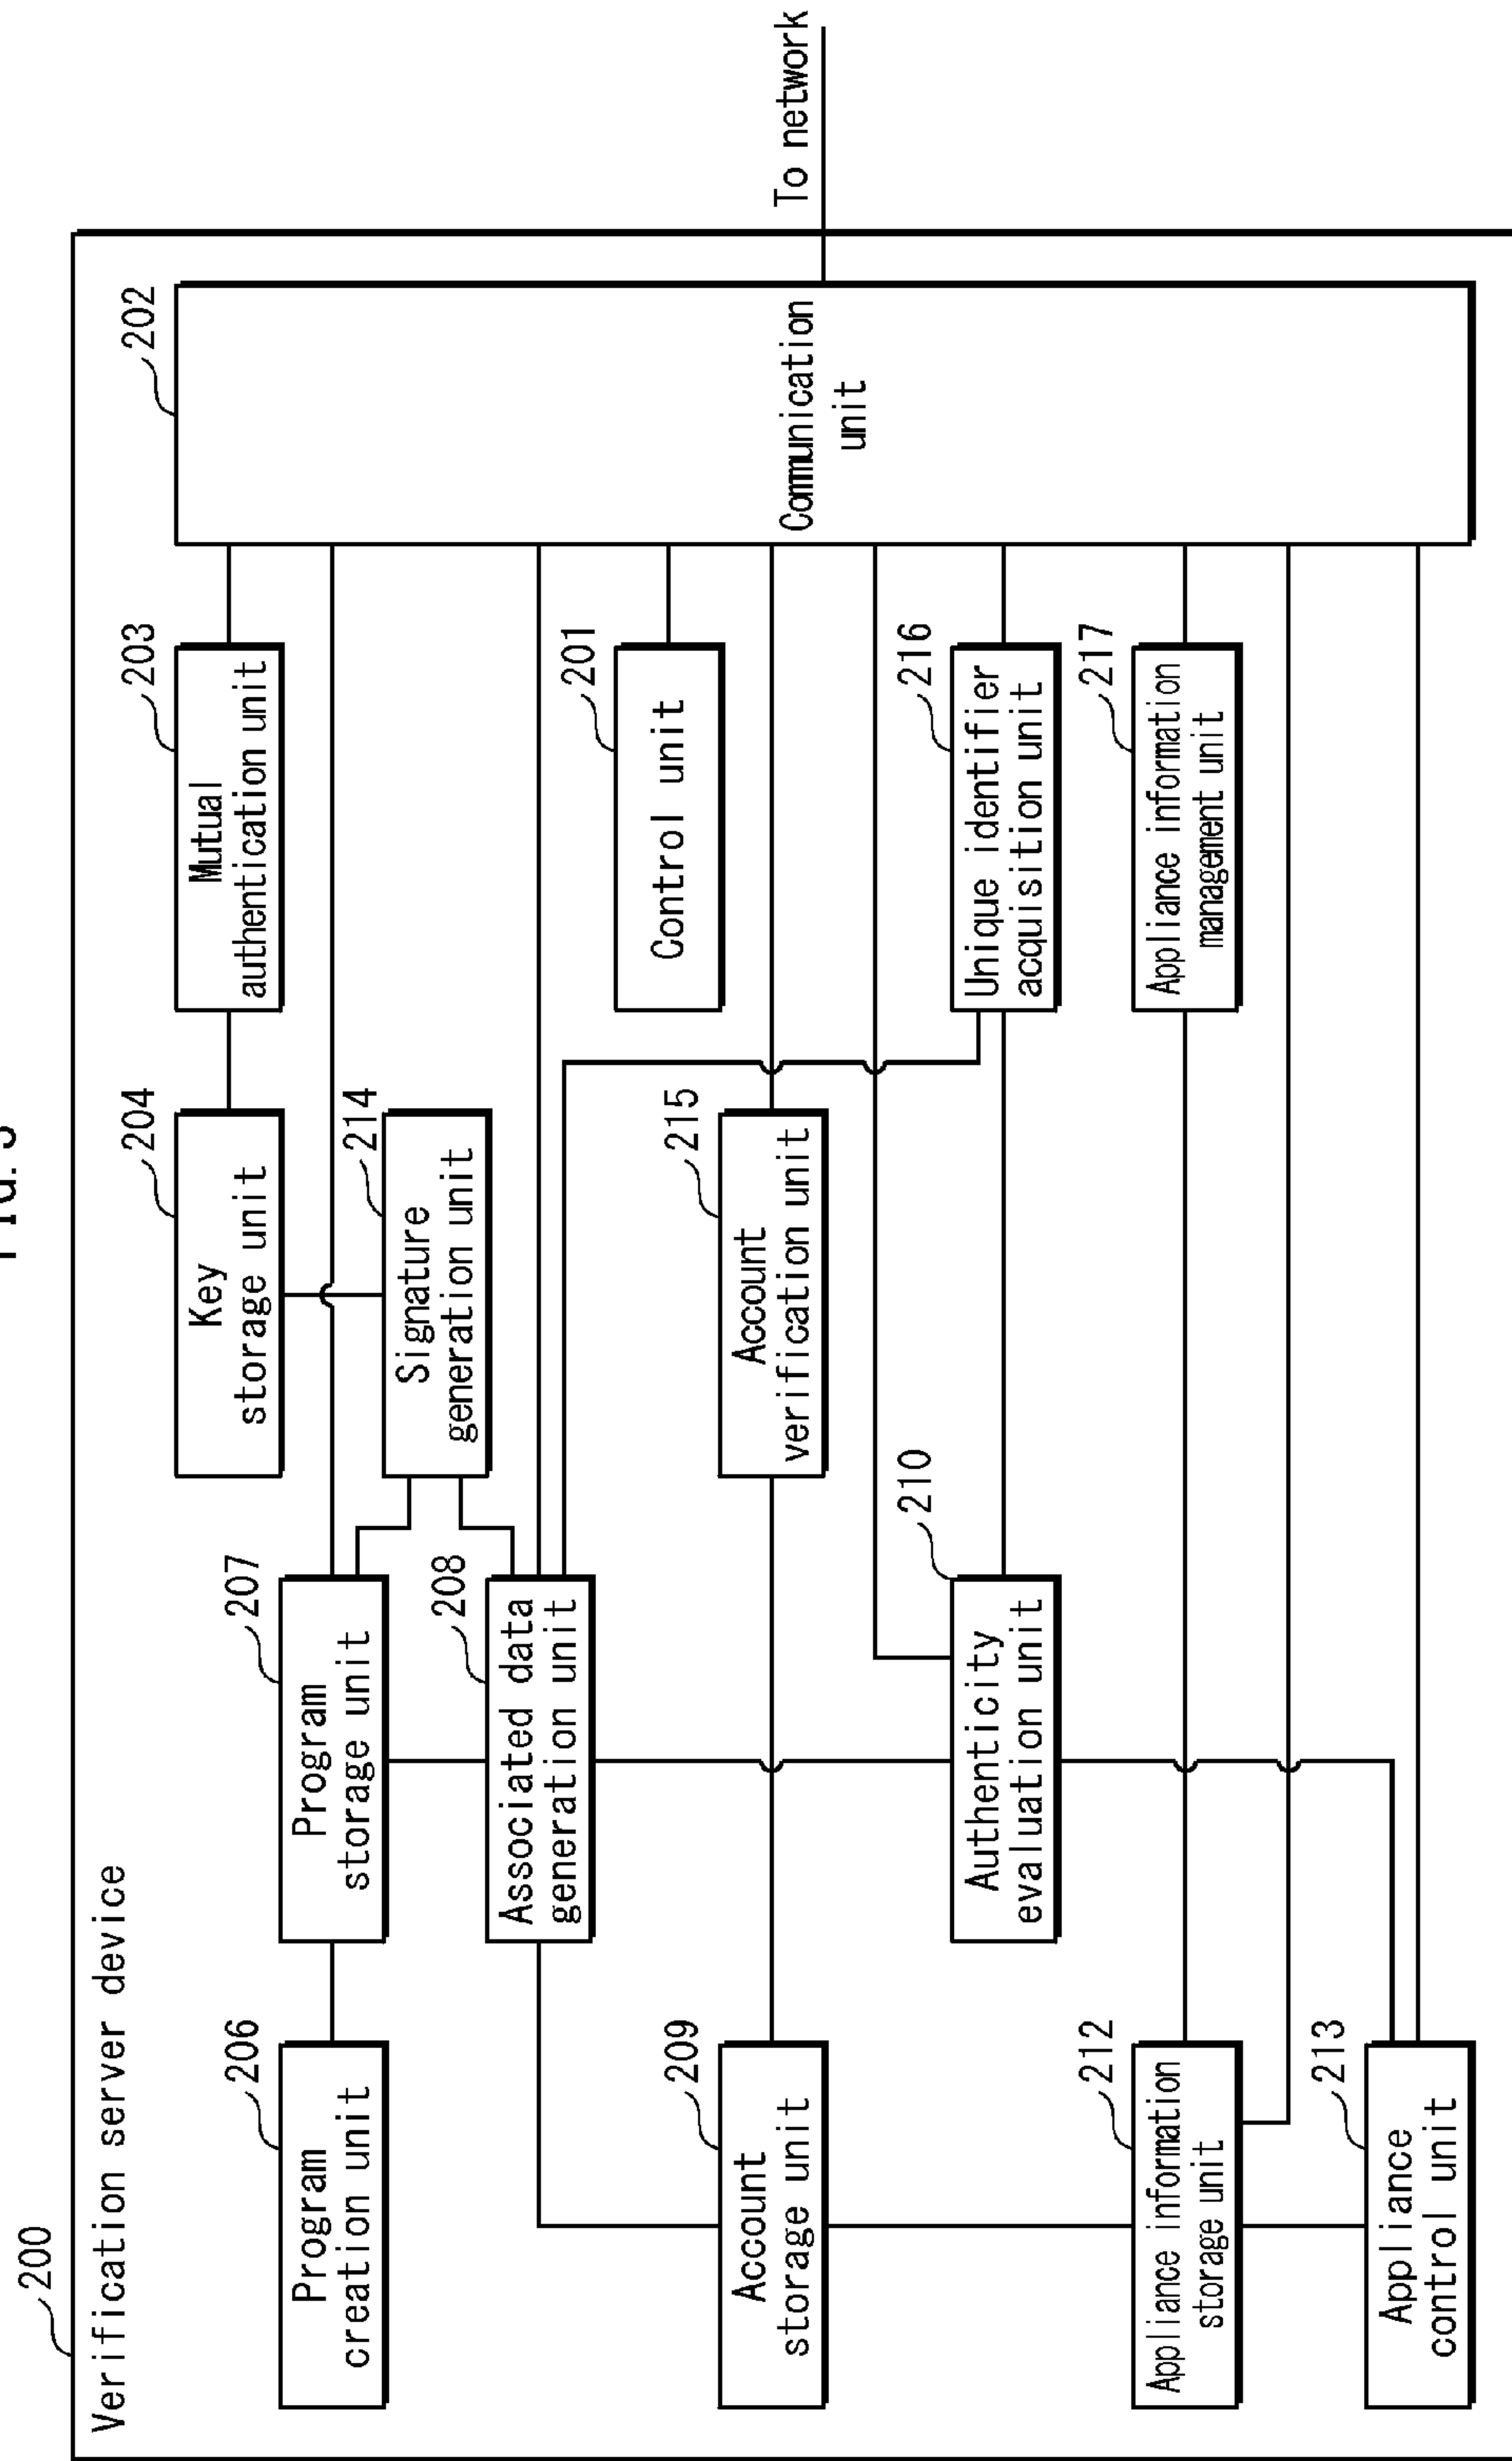 200
Verification server device
206
Program
creation unit
207
Program
storage unit
204
Key
storage unit
203
Mutual
authentication unit
202
Communication
unit
To network
208
Associated data
generation unit
214
Signature
generation unit
201
Control unit
209
Account
storage unit
215
Account
verification unit
210
Authenticity
evaluation unit
216
Unique identifier
acquisition unit
212
Appliance information
storage unit
217
Appliance information
management unit
213
Appliance
control unit